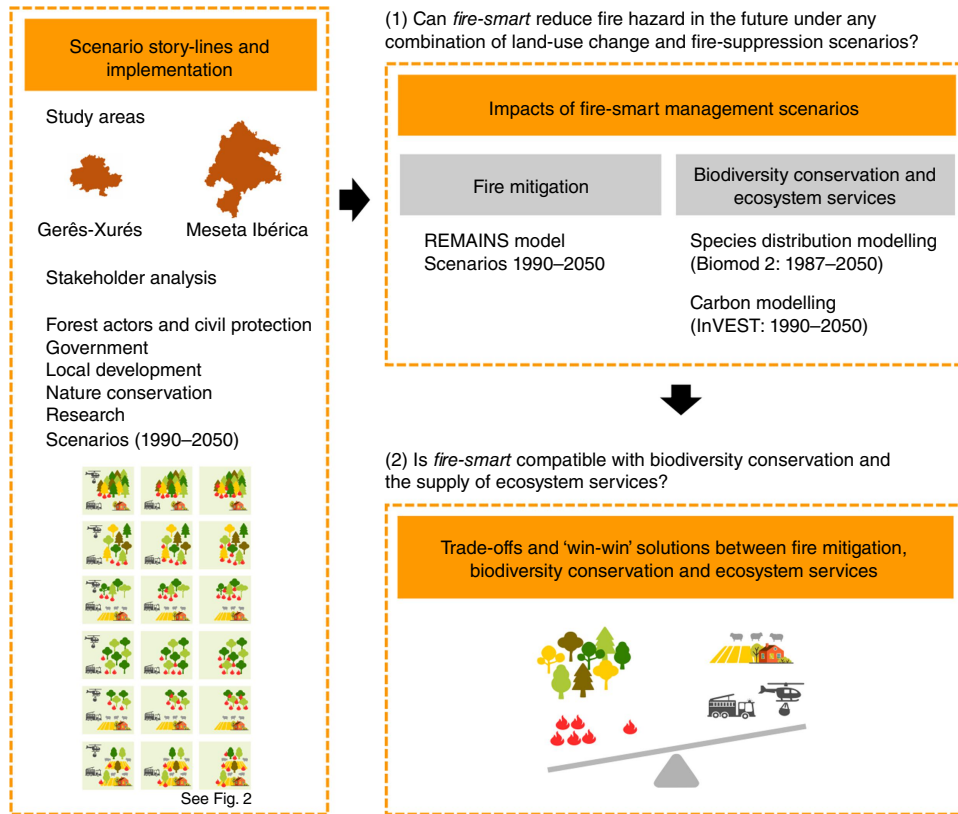 Scenario story-lines and
implementation
Study areas
Gerês-Xurés
Meseta Ibérica
Stakeholder analysis
Forest actors and civil protection
Government
Local development
Nature conservation
Research
Scenarios (1990–2050)
See Fig. 2
(1) Can fire-smart reduce fire hazard in the future under any
combination of land-use change and fire-suppression scenarios?
Impacts of fire-smart management scenarios
Fire mitigation
REMAINS model
Scenarios 1990–2050
Biodiversity conservation and
ecosystem services
Species distribution modelling
(Biomod 2: 1987–2050)
Carbon modelling
(InVEST: 1990–2050)
(2) Is fire-smart compatible with biodiversity conservation and
the supply of ecosystem services?
Trade-offs and ‘win-win’ solutions between fire mitigation,
biodiversity conservation and ecosystem services